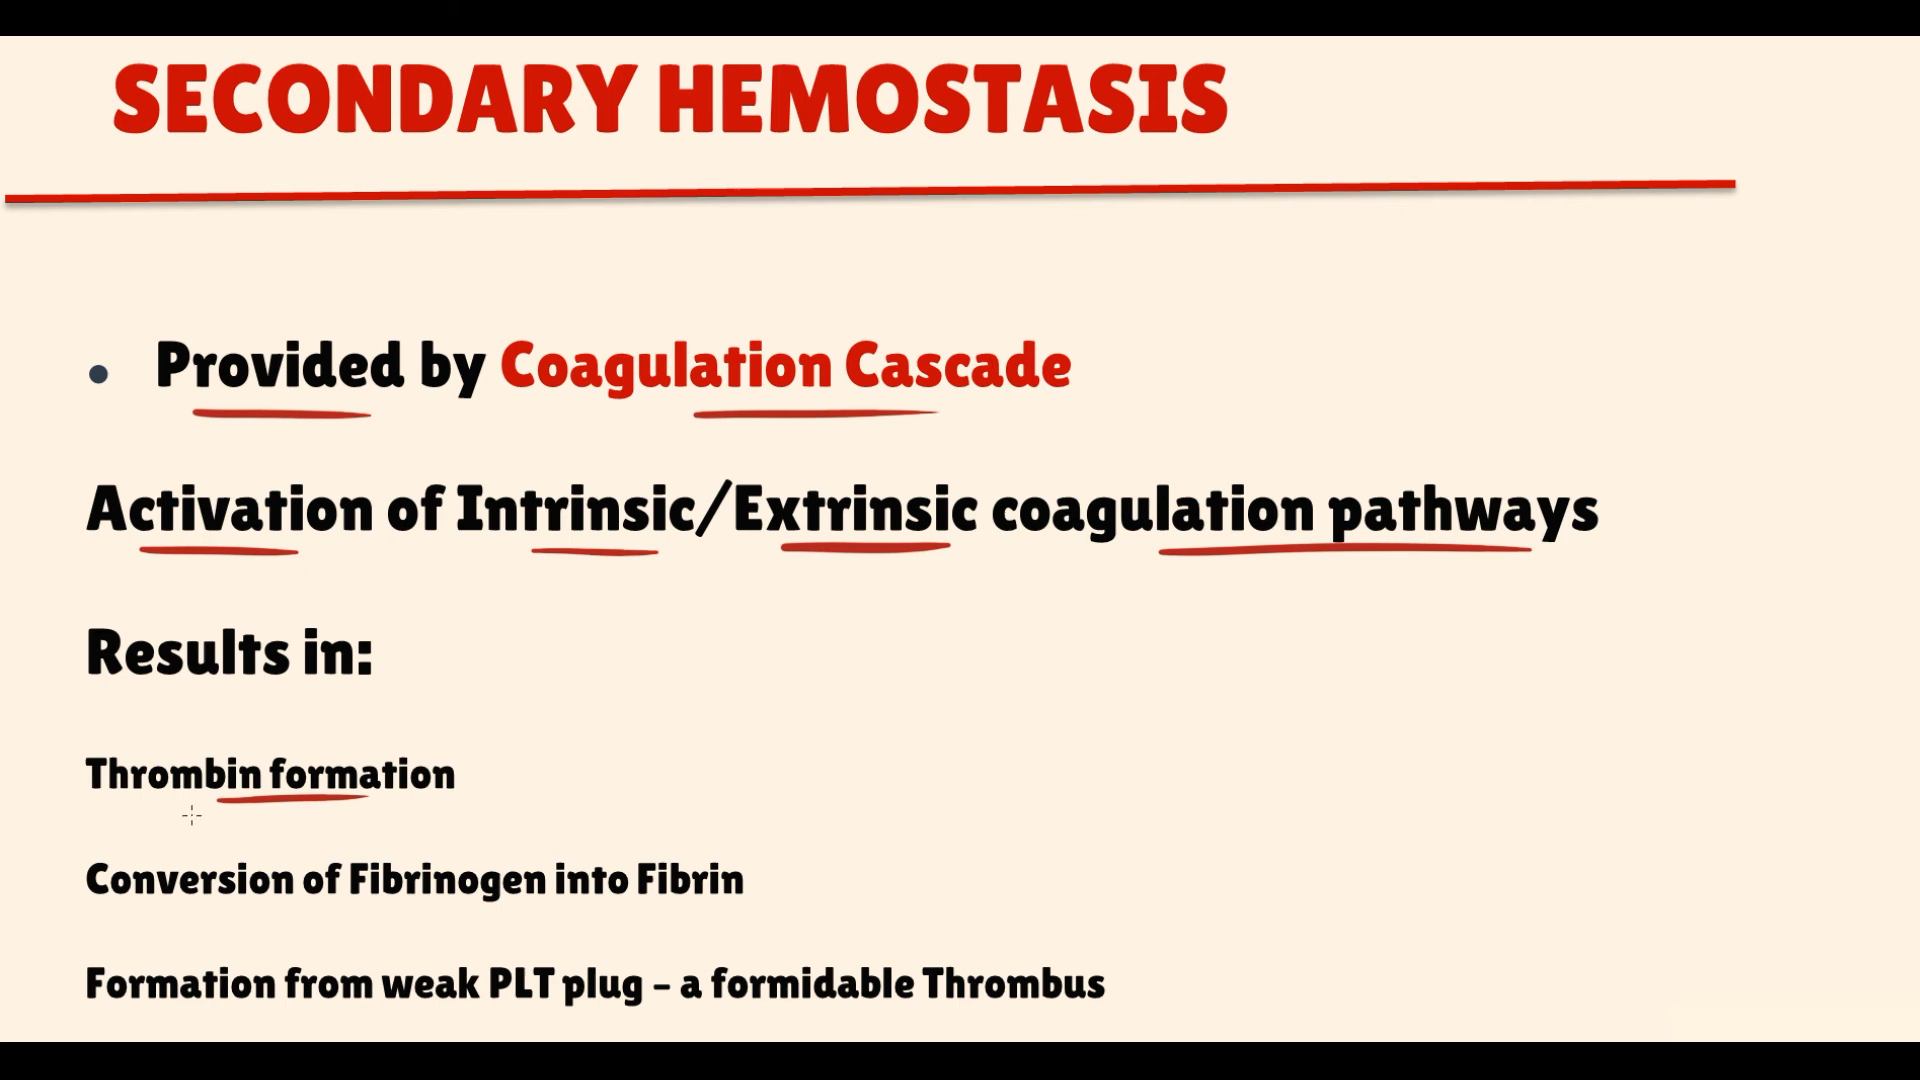 SECONDARY HEMOSTASIS
• Provided by Coagulation Cascade
Activation of Intrinsic/Extrinsic coagulation pathways
Results in:
Thrombin formation
Conversion of Fibrinogen into Fibrin
Formation from weak PLT plug – a formidable Thrombus